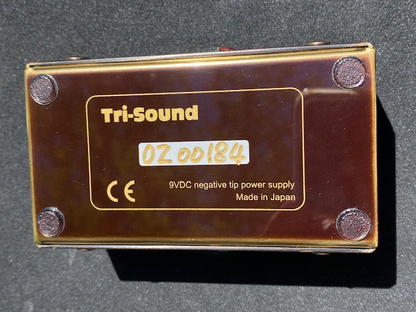 Tri-Sound
0200184
CE
9VDC negative tip power supply
Made in Japan